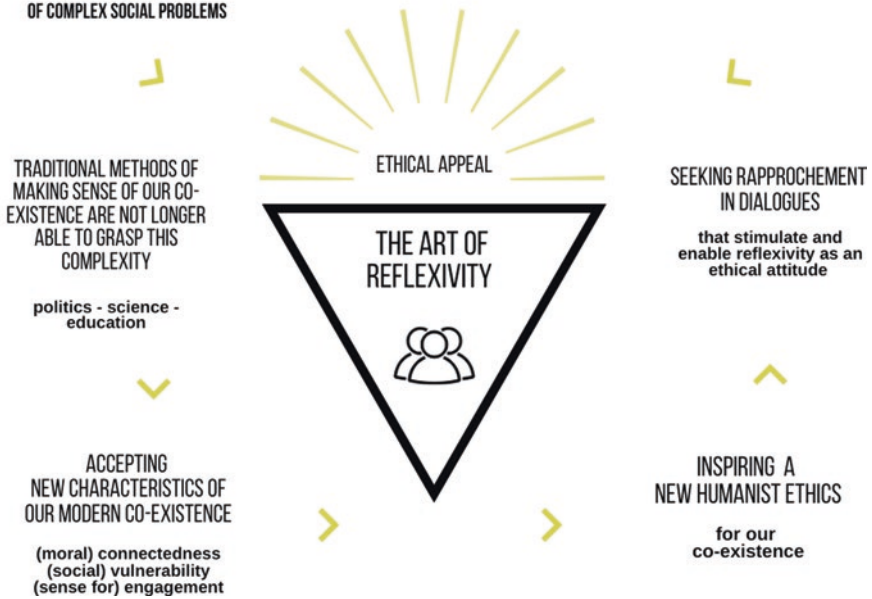 OF COMPLEX SOCIAL PROBLEMS
TRADITIONAL METHODS OF
MAKING SENSE OF OUR CO-
EXISTENCE ARE NOT LONGER
ABLE TO GRASP THIS
COMPLEXITY
politics - science -
education
ACCEPTING
NEW CHARACTERISTICS OF
OUR MODERN CO-EXISTENCE
(moral) connectedness
(social) vulnerability
(sense for) engagement
ETHICAL APPEAL
THE ART OF
REFLEXIVITY
INSPIRING A
NEW HUMANIST ETHICS
for our
co-existence
SEEKING RAPPROCHEMENT
IN DIALOGUES
that stimulate and
enable reflexivity as an
ethical attitude